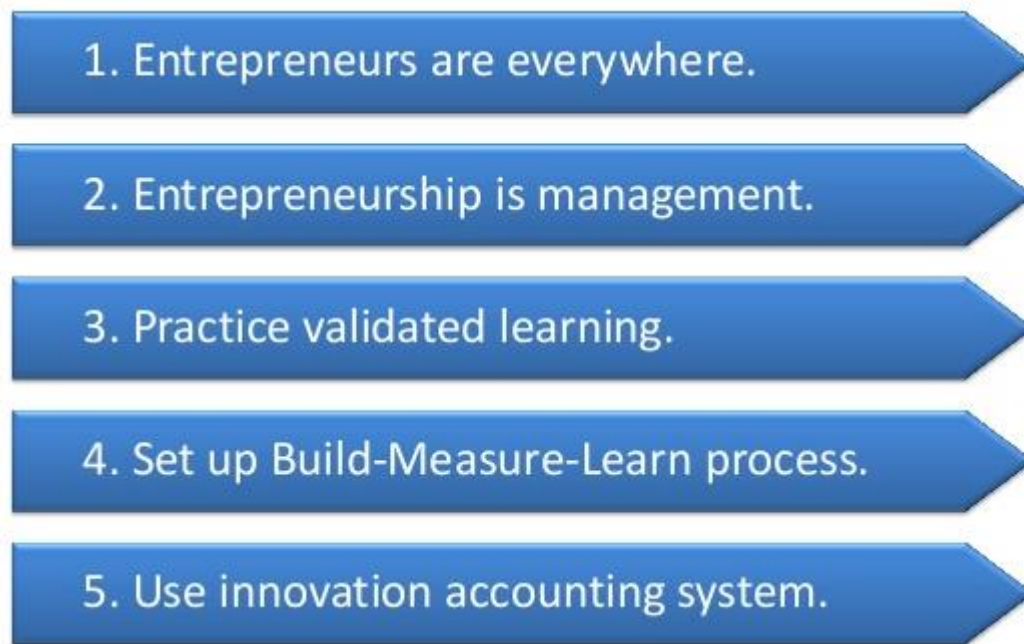 1. Entrepreneurs are everywhere.
2. Entrepreneurship is management.
3. Practice validated learning.
4. Set up Build-Measure-Learn process.
5. Use innovation accounting system.